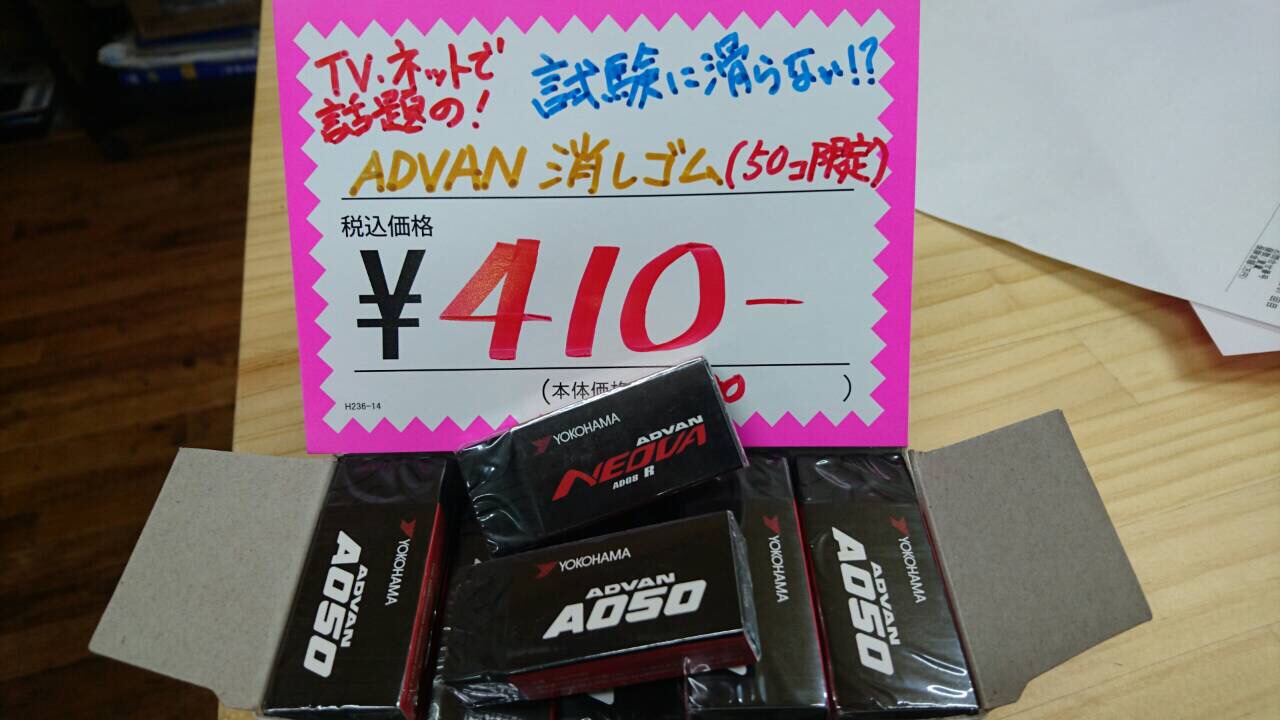 TV・ネットで
話題の!
試験に滑らない!?
ADVAN 消しゴム(50コ限定)
税込価格
¥410-
(本体価格 )
H236-14
YOKOHAMA
ADVAN
NEOVA
AD08 R
YOKOHAMA
ADVAN
A050
YOKOHAMA
ADVAN
A050
YOKOHAMA
YOKOHAMA
ADVAN
A050